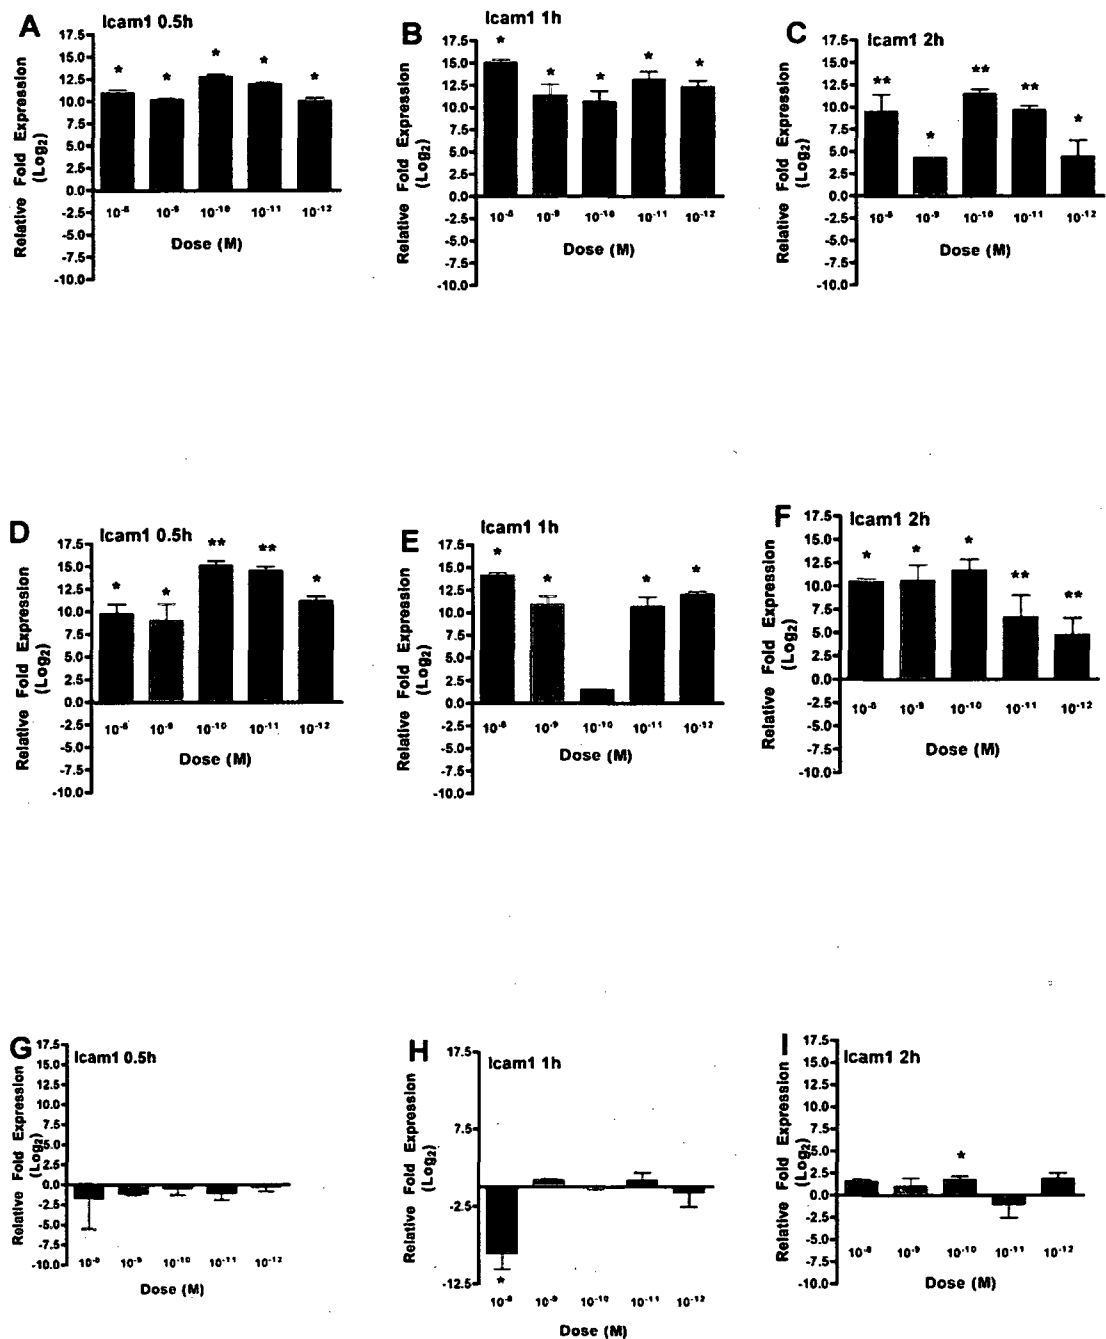 A
Icam1 0.5h
*
*
*
*
*
Relative Fold Expression
(Log₂)
17.5
15.0
12.5
10.0
7.5
5.0
2.5
0.0
-2.5
-5.0
-7.5
-10.0
10⁻⁸ 10⁻⁹ 10⁻¹⁰ 10⁻¹¹ 10⁻¹²
Dose (M)
B
Icam1 1h
*
*
*
*
*
Relative Fold Expression
(Log₂)
17.5
15.0
12.5
10.0
7.5
5.0
2.5
0.0
-2.5
-5.0
-7.5
-10.0
10⁻⁸ 10⁻⁹ 10⁻¹⁰ 10⁻¹¹ 10⁻¹²
Dose (M)
C
Icam1 2h
**
*
**
**
*
Relative Fold Expression
(Log₂)
17.5
15.0
12.5
10.0
7.5
5.0
2.5
0.0
-2.5
-5.0
-7.5
-10.0
10⁻⁸ 10⁻⁹ 10⁻¹⁰ 10⁻¹¹ 10⁻¹²
Dose (M)
D
Icam1 0.5h
*
*
**
**
*
Relative Fold Expression
(Log₂)
17.5
15.0
12.5
10.0
7.5
5.0
2.5
0.0
-2.5
-5.0
-7.5
-10.0
10⁻⁸ 10⁻⁹ 10⁻¹⁰ 10⁻¹¹ 10⁻¹²
Dose (M)
E
Icam1 1h
*
*
*
*
Relative Fold Expression
(Log₂)
17.5
15.0
12.5
10.0
7.5
5.0
2.5
0.0
-2.5
-5.0
-7.5
-10.0
10⁻⁸ 10⁻⁹ 10⁻¹⁰ 10⁻¹¹ 10⁻¹²
Dose (M)
F
Icam1 2h
*
*
*
**
**
Relative Fold Expression
(Log₂)
17.5
15.0
12.5
10.0
7.5
5.0
2.5
0.0
-2.5
-5.0
-7.5
-10.0
10⁻⁸ 10⁻⁹ 10⁻¹⁰ 10⁻¹¹ 10⁻¹²
Dose (M)
G
Icam1 0.5h
Relative Fold Expression
(Log₂)
17.5
15.0
12.5
10.0
7.5
5.0
2.5
0.0
-2.5
-5.0
-7.5
-10.0
10⁻⁸ 10⁻⁹ 10⁻¹⁰ 10⁻¹¹ 10⁻¹²
Dose (M)
H
Icam1 1h
Relative Fold Expression
(Log₂)
17.5
7.5
-2.5
-12.5
*
10⁻⁸ 10⁻⁹ 10⁻¹⁰ 10⁻¹¹ 10⁻¹²
Dose (M)
I
Icam1 2h
*
Relative Fold Expression
(Log₂)
17.5
15.0
12.5
10.0
7.5
5.0
2.5
0.0
-2.5
-5.0
-7.5
-10.0
10⁻⁸ 10⁻⁹ 10⁻¹⁰ 10⁻¹¹ 10⁻¹²
Dose (M)